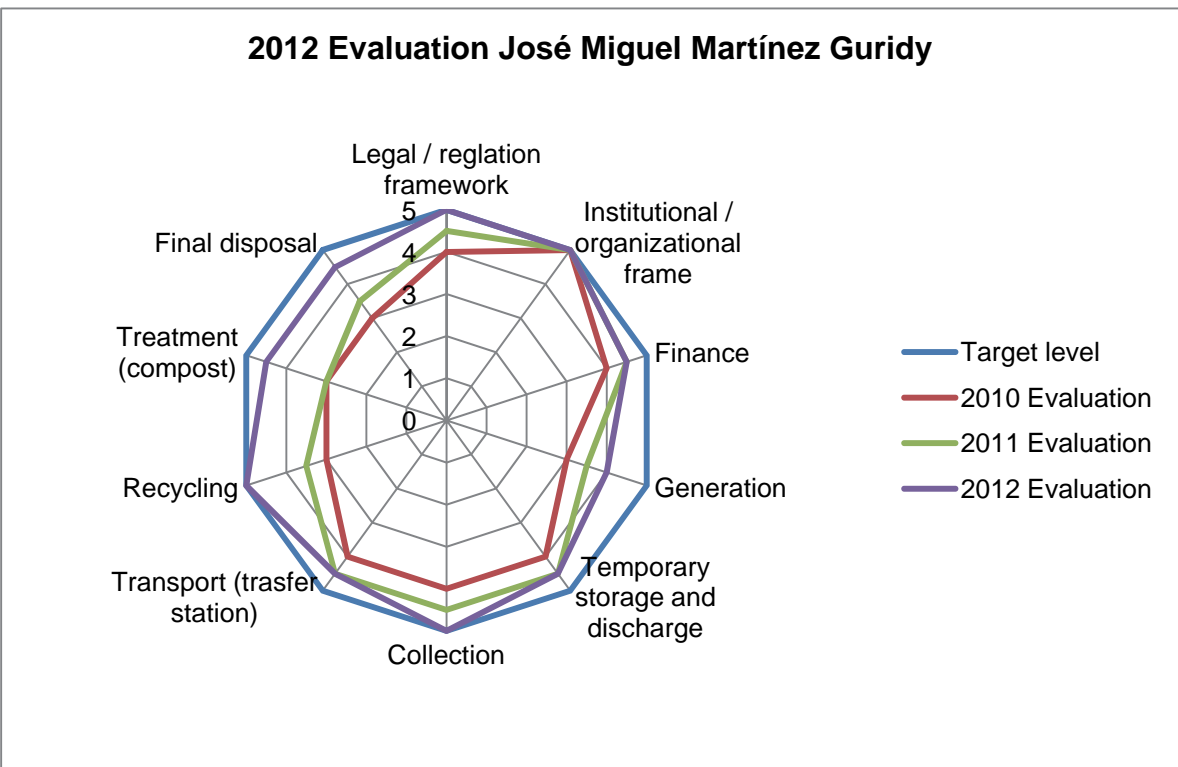 2012 Evaluation José Miguel Martínez Guridy
Legal / reglation
framework
Institutional /
organizational
frame
Finance
Generation
Temporary
storage and
discharge
Collection
Transport (trasfer
station)
Recycling
Treatment
(compost)
Final disposal
5
4
3
2
1
0
Target level
2010 Evaluation
2011 Evaluation
2012 Evaluation